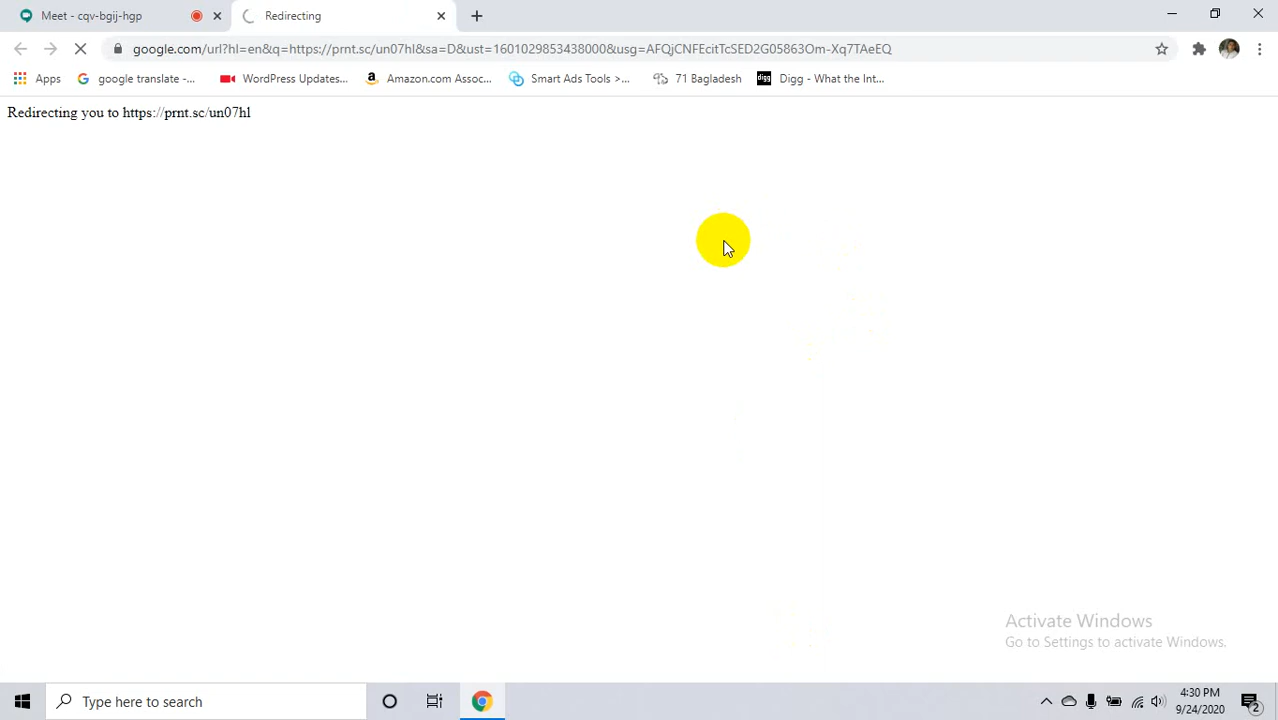 Meet - cqv-bgij-hgp
Redirecting
google.com/url?hl=en&q=https://prnt.sc/un07hl&sa=D&ust=1601029853438000&usg=AFQjCNFEcitTcSED2G05863Om-Xq7TAeEQ
Apps
google translate -...
WordPress Updates...
Amazon.com Assoc...
Smart Ads Tools >...
71 Bagladesh
Digg - What the Int...
Redirecting you to https://prnt.sc/un07hl
Activate Windows
Go to Settings to activate Windows.
Type here to search
4:30 PM
9/24/2020
2